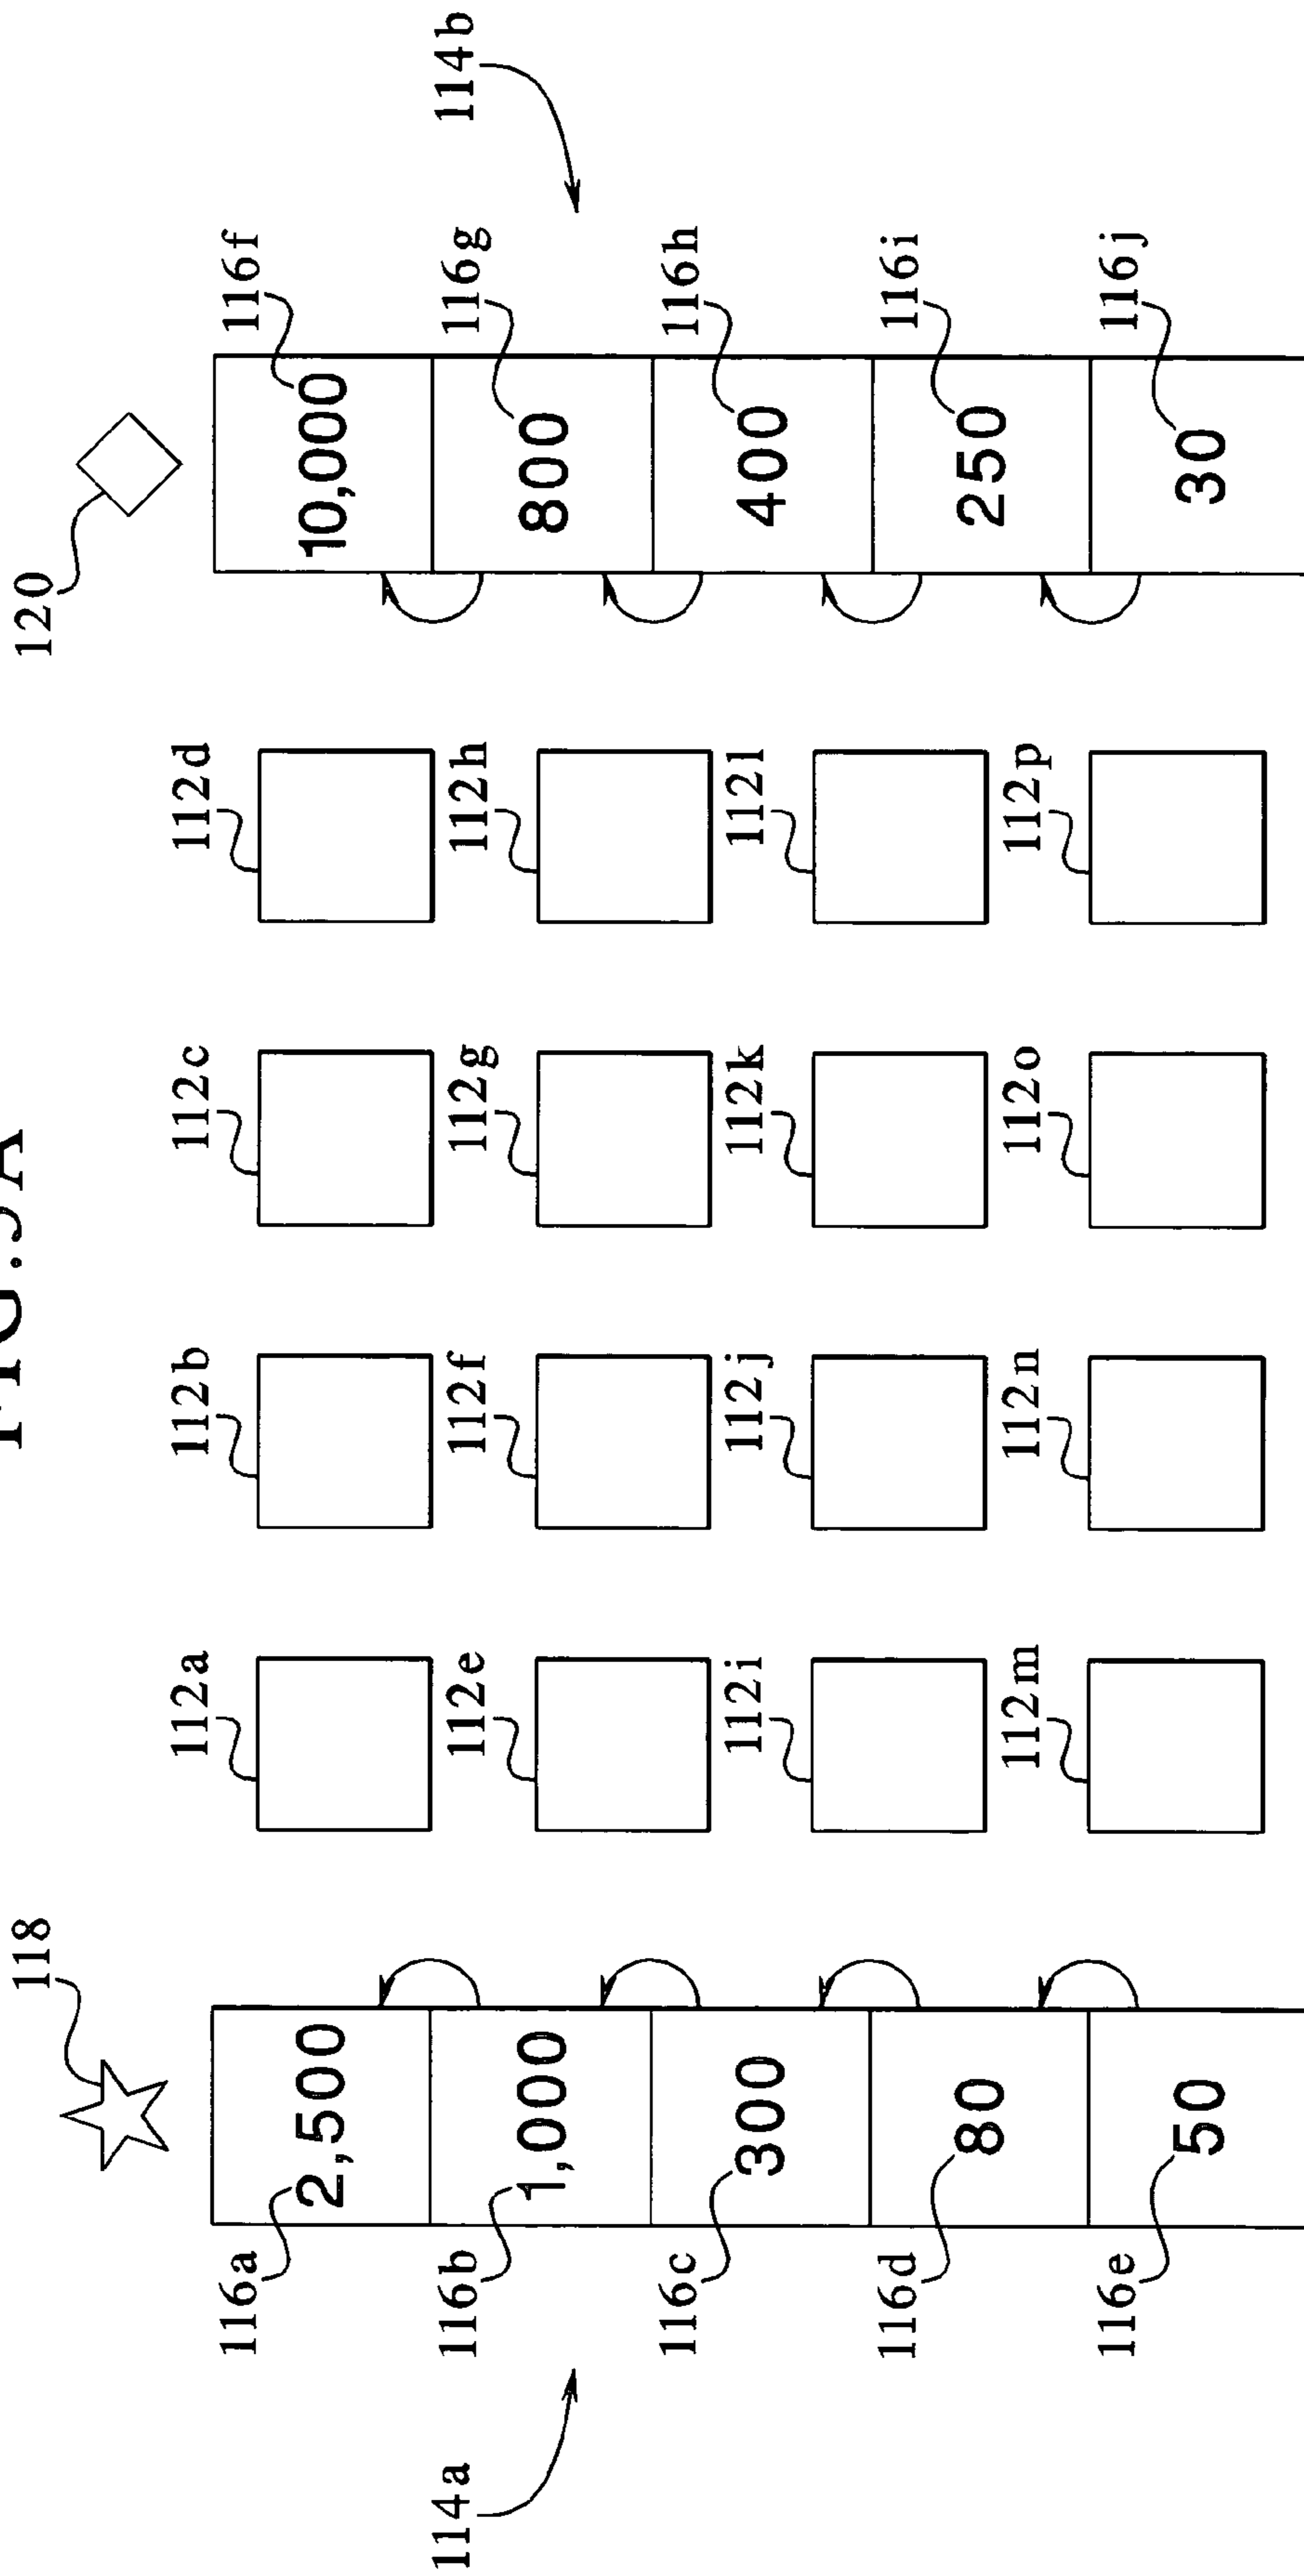 118 120
112a 112b 112c 112d
116a 2,500 10,000 116f
114a 114b
112e 112f 112g 112h
116b 1,000 800 116g
112i 112j 112k 112l
116c 300 400 116h
116d 80 250 116i
112m 112n 112o 112p
116e 50 30 116j